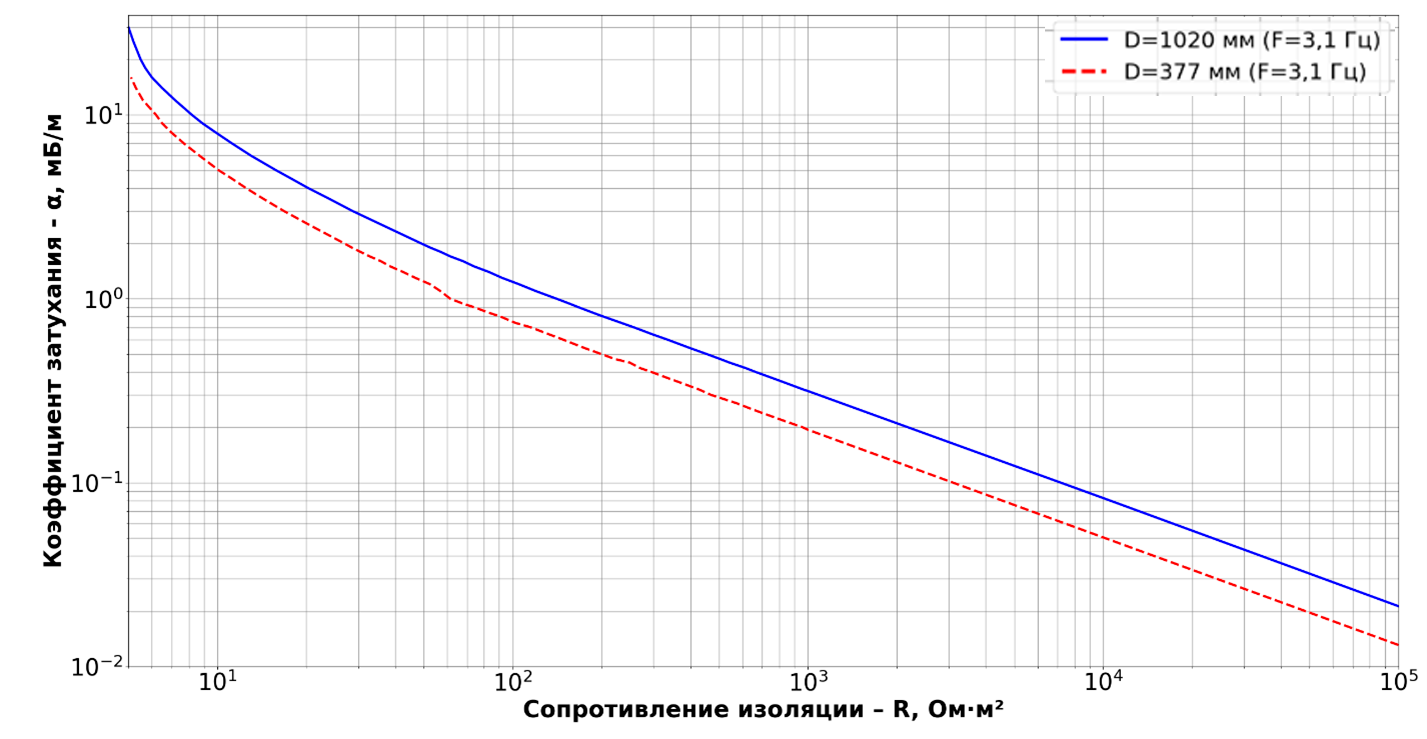 D=1020 мм (F=3,1 Гц)
D=377 мм (F=3,1 Гц)
Коэффициент затухания - α, мБ/м
10¹
10⁰
10⁻¹
10⁻²
10¹ 10² 10³ 10⁴ 10⁵
Сопротивление изоляции – R, Ом·м²